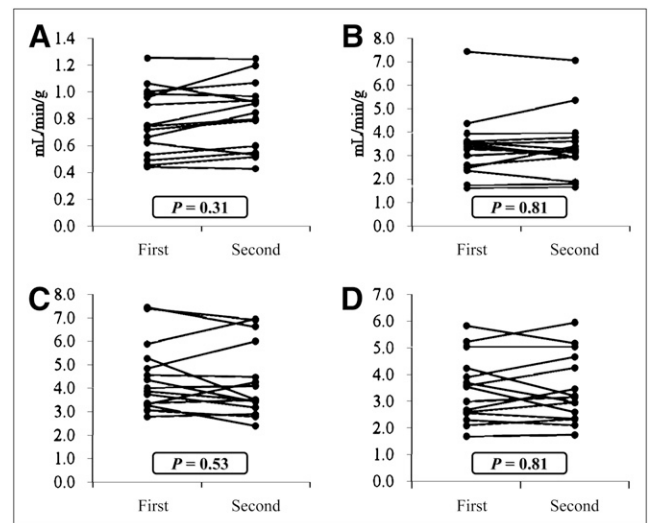 A
mL/min/g
1.4
1.2
1.0
0.8
0.6
0.4
0.2
0.0
P = 0.31
First Second
B
mL/min/g
8.0
7.0
6.0
5.0
4.0
3.0
2.0
1.0
0.0
P = 0.81
First Second
C
8.0
7.0
6.0
5.0
4.0
3.0
2.0
1.0
0.0
P = 0.53
First Second
D
7.0
6.0
5.0
4.0
3.0
2.0
1.0
0.0
P = 0.81
First Second